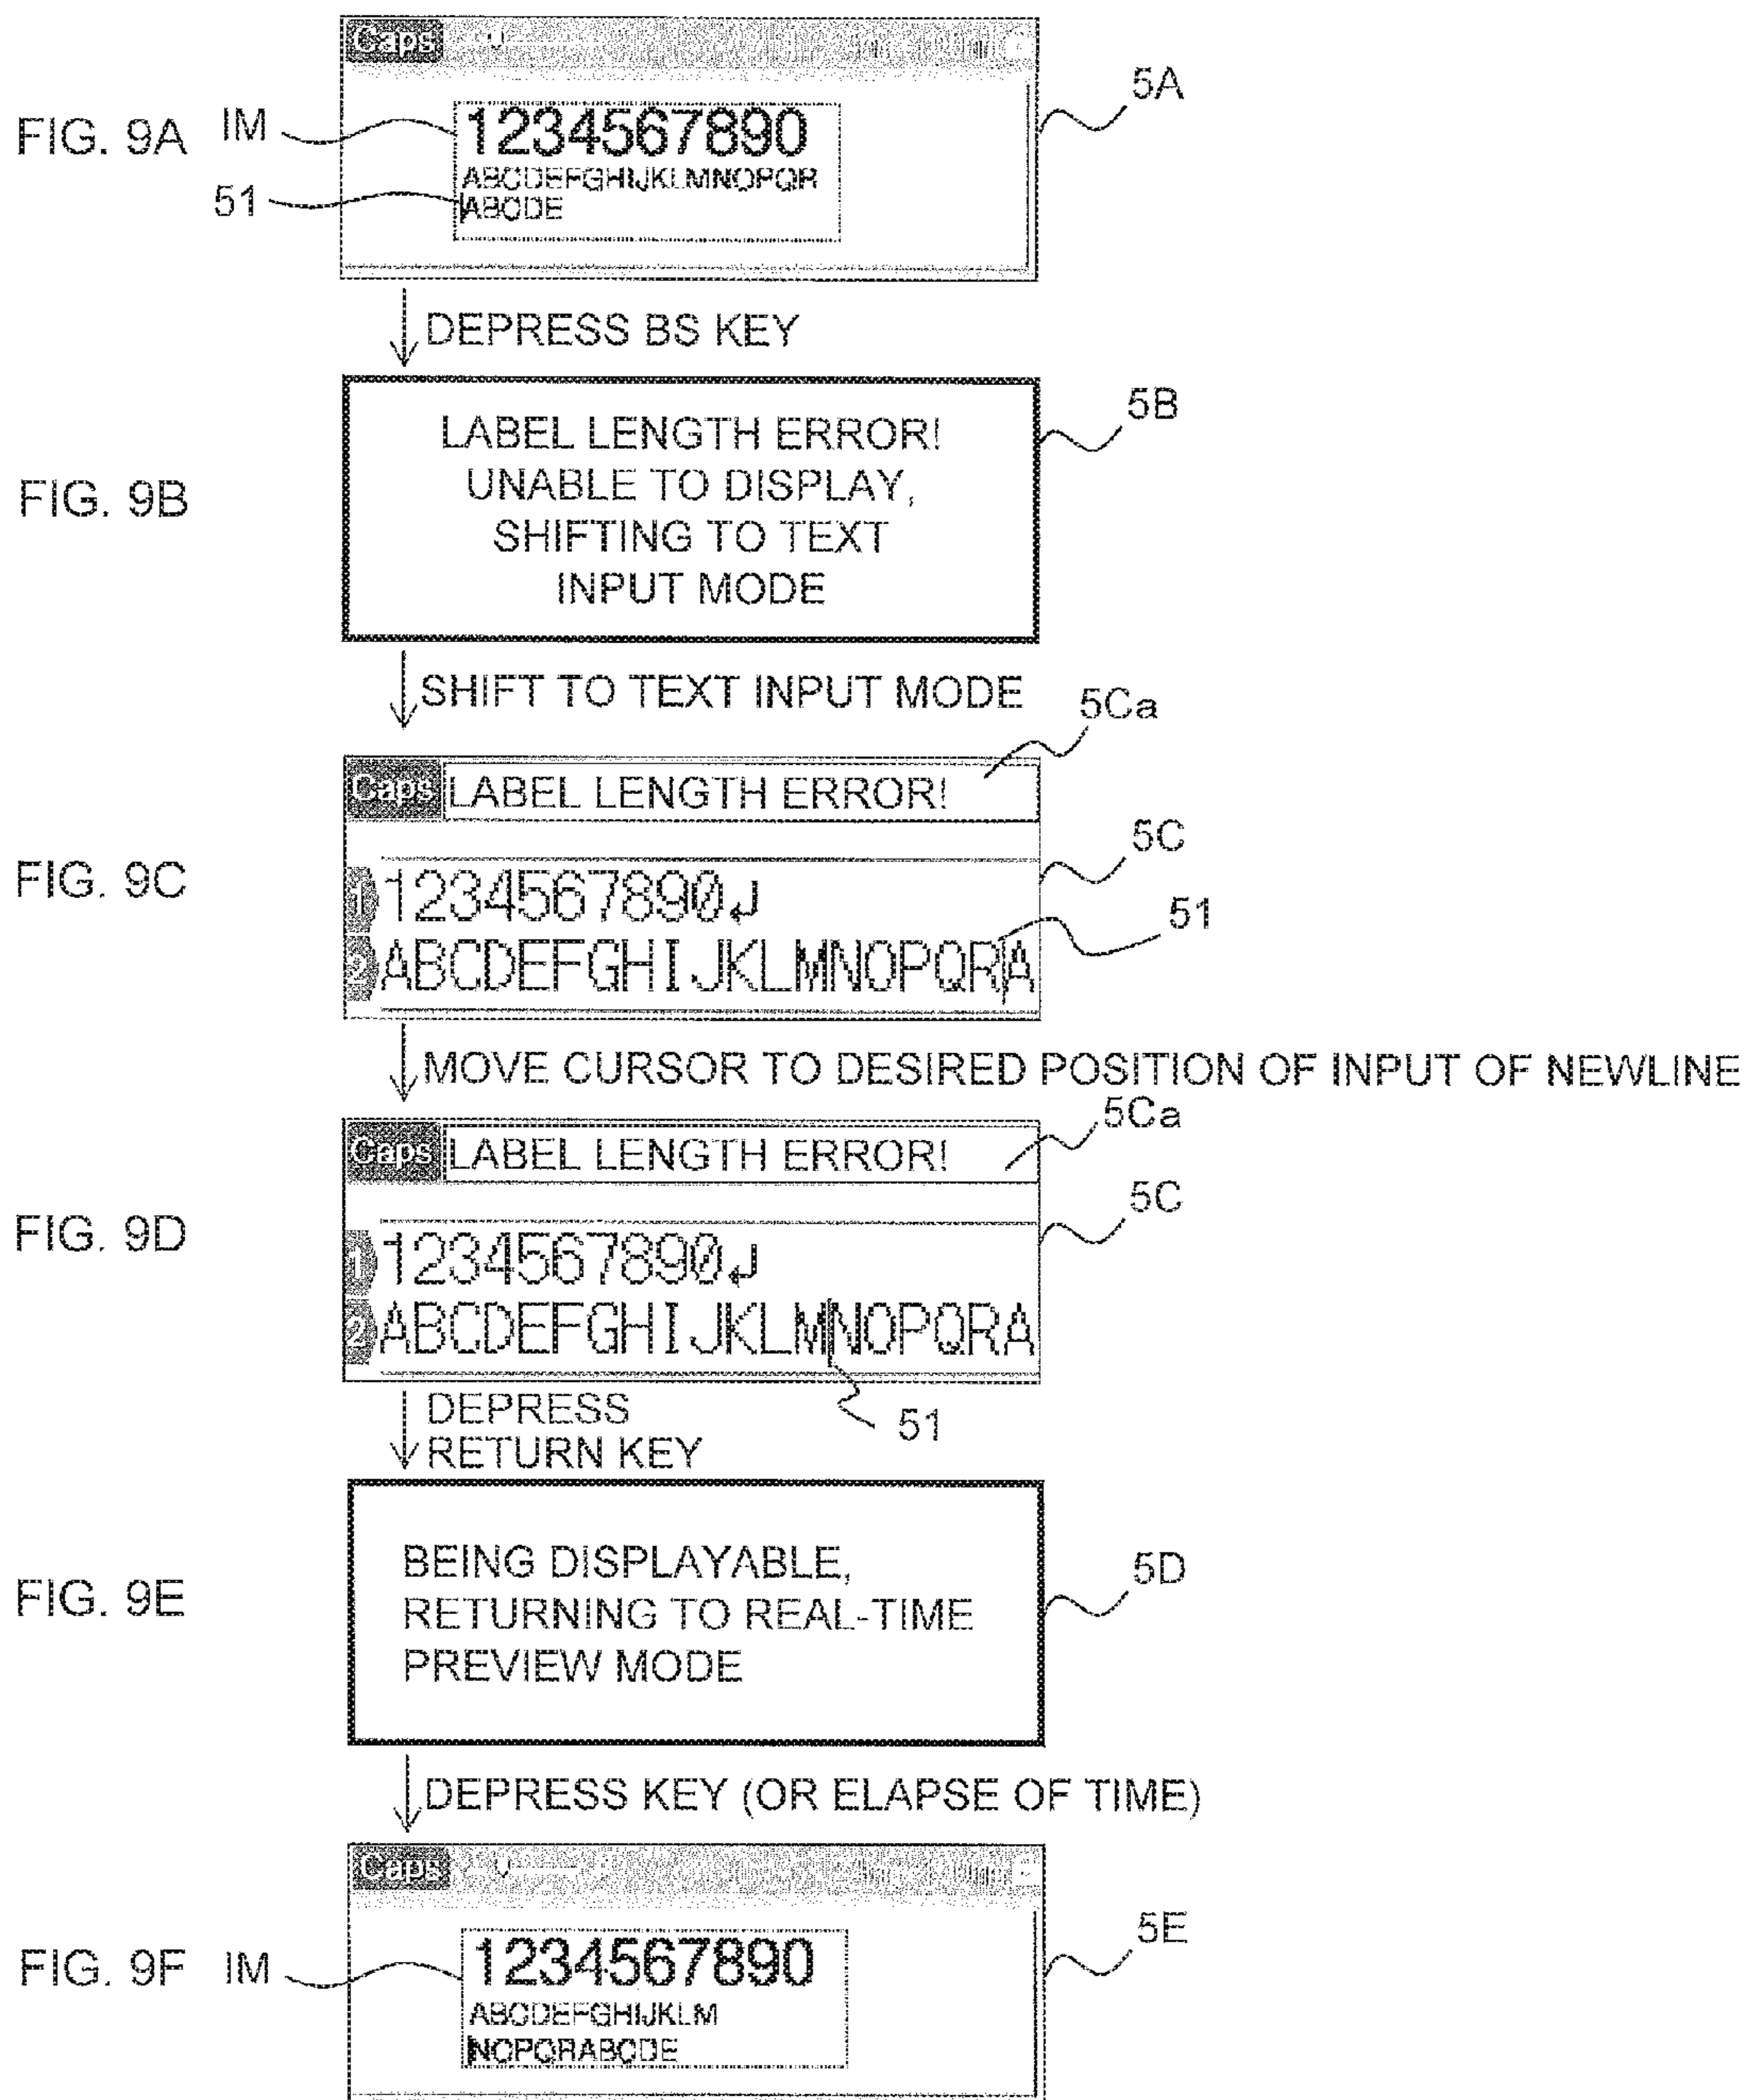 Caps
5A
FIG. 9A
IM
1234567890
ABCDEFGHIJKLMNOPQR
51
ABCDE
DEPRESS BS KEY
5B
LABEL LENGTH ERROR!
UNABLE TO DISPLAY,
SHIFTING TO TEXT
INPUT MODE
FIG. 9B
SHIFT TO TEXT INPUT MODE
5Ca
Caps LABEL LENGTH ERROR!
5C
FIG. 9C
1 1234567890↵
51
2 ABCDEFGHIJKLMNOPQRA
MOVE CURSOR TO DESIRED POSITION OF INPUT OF NEWLINE
5Ca
Caps LABEL LENGTH ERROR!
5C
FIG. 9D
1 1234567890↵
2 ABCDEFGHIJKLMNOPQRA
51
DEPRESS
RETURN KEY
BEING DISPLAYABLE,
5D
FIG. 9E
RETURNING TO REAL-TIME
PREVIEW MODE
DEPRESS KEY (OR ELAPSE OF TIME)
Caps
5E
FIG. 9F
IM
1234567890
ABCDEFGHIJKLM
NOPQRABCDE